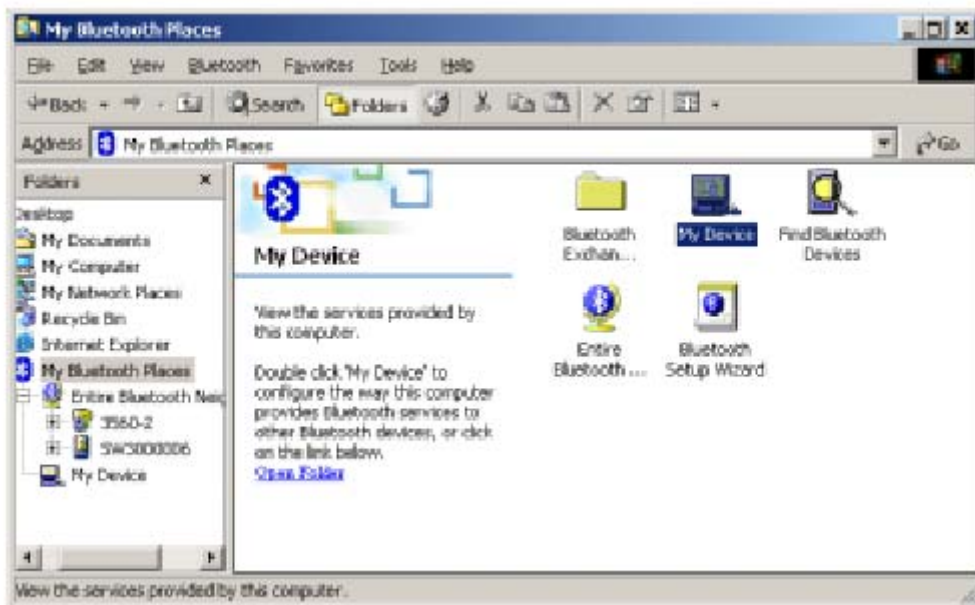 My Bluetooth Places
File Edit View Bluetooth Favorites Tools Help
Back Search Folders
Address My Bluetooth Places Go
Folders
Desktop
My Documents
My Computer
My Network Places
Recycle Bin
Internet Explorer
My Bluetooth Places
Entire Bluetooth Neig
3560-2
SW3000006
My Device
My Device
View the services provided by
this computer.
Double click "My Device" to
configure the way this computer
provides Bluetooth services to
other Bluetooth devices, or click
on the link below.
Open Folder
Bluetooth
Exchan...
My Device
Find Bluetooth
Devices
Entire
Bluetooth ...
Bluetooth
Setup Wizard
View the services provided by this computer.